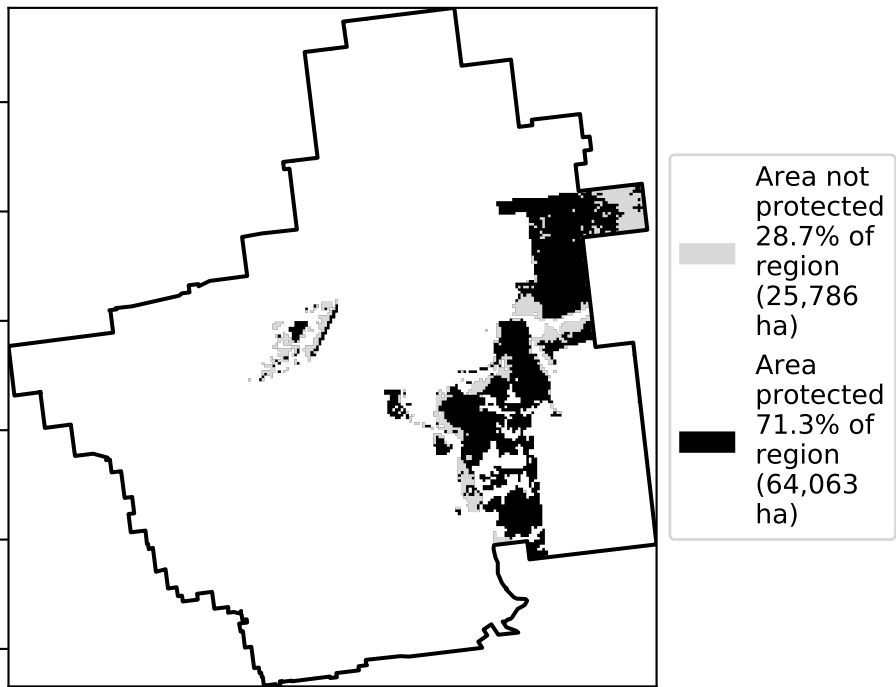 Area not
protected
28.7% of
region
(25,786
ha)
Area
protected
71.3% of
region
(64,063
ha)